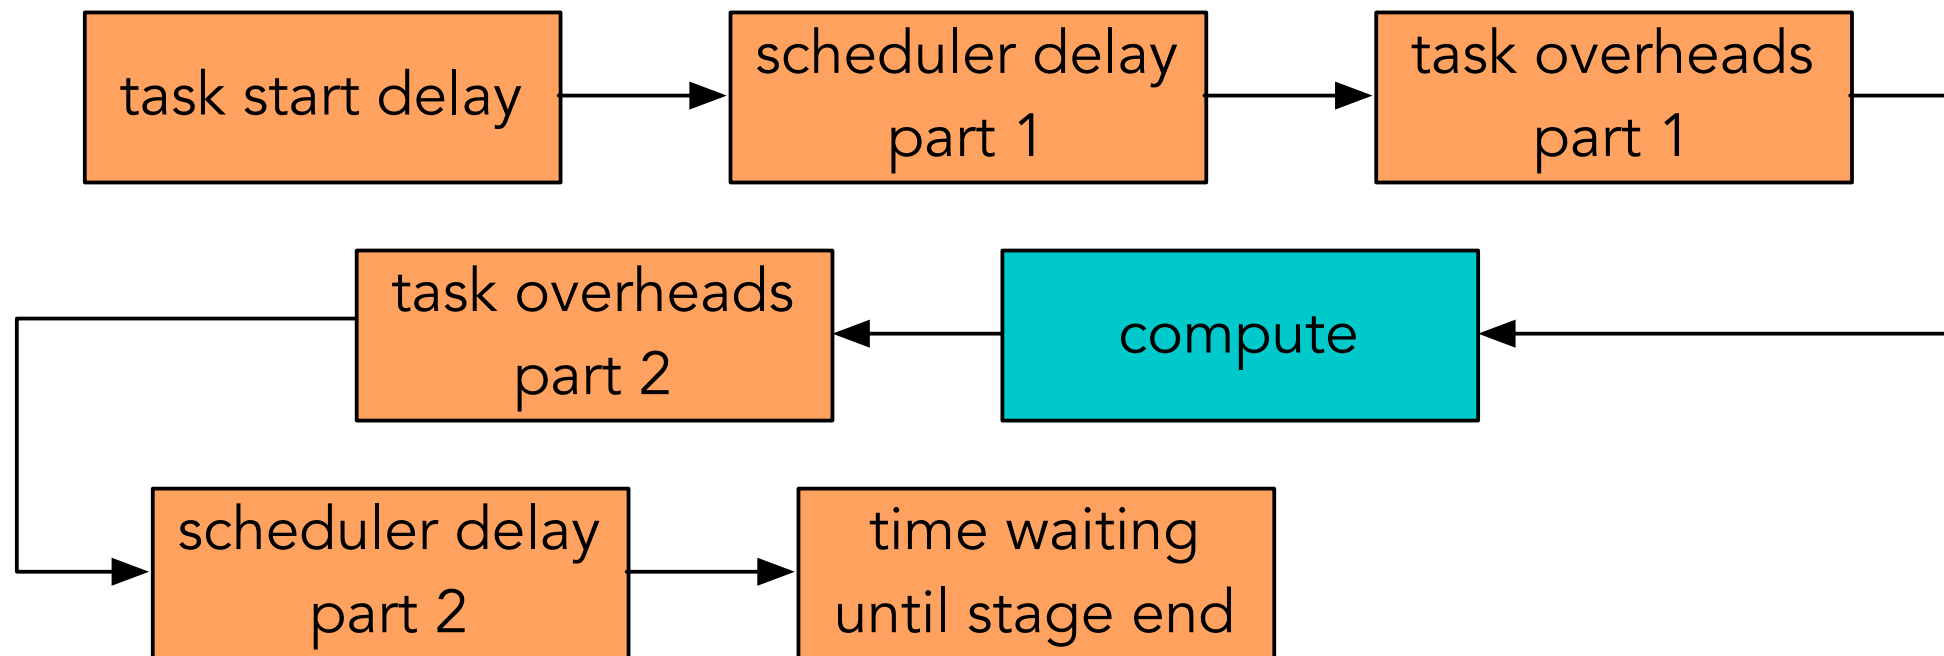 task start delay
scheduler delay
part 1
task overheads
part 1
compute
task overheads
part 2
scheduler delay
part 2
time waiting
until stage end